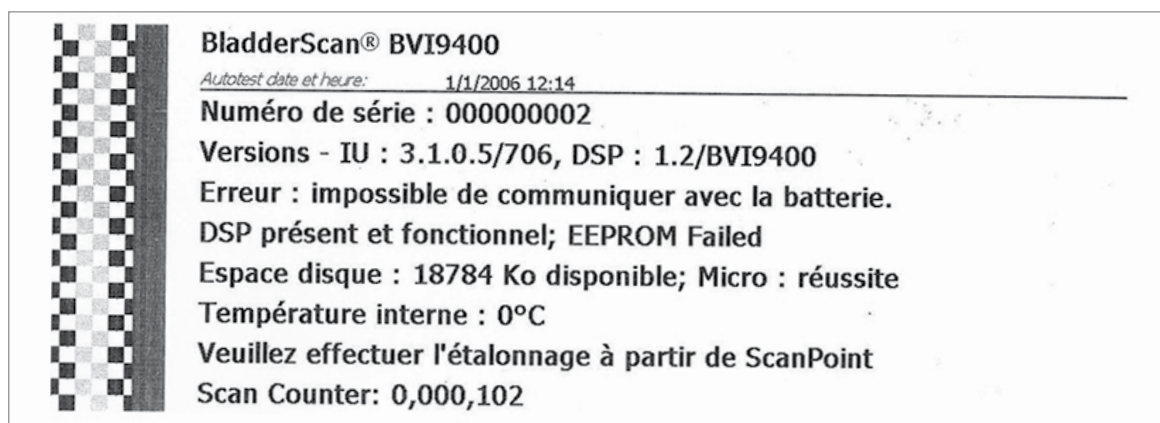 BladderScan® BVI9400
Autotest date et heure: 1/1/2006 12:14
Numéro de série : 000000002
Versions - IU : 3.1.0.5/706, DSP : 1.2/BVI9400
Erreur : impossible de communiquer avec la batterie.
DSP présent et fonctionnel; EEPROM Failed
Espace disque : 18784 Ko disponible; Micro : réussite
Température interne : 0°C
Veuillez effectuer l'étalonnage à partir de ScanPoint
Scan Counter: 0,000,102